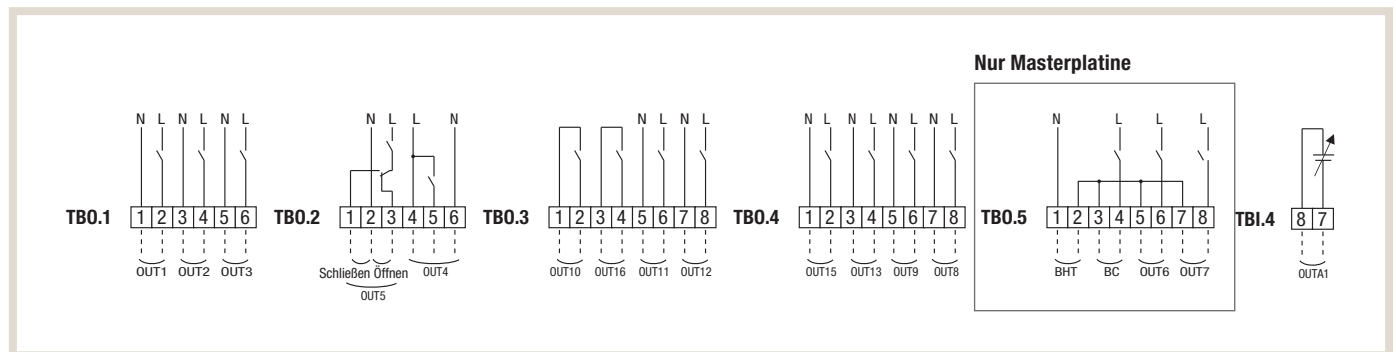 Nur Masterplatine
N L N L N L
N L L N
N L N L
N L N L N L N L
N L L L
TBO.1 1 2 3 4 5 6
TBO.2 1 2 3 4 5 6
TBO.3 1 2 3 4 5 6 7 8
TBO.4 1 2 3 4 5 6 7 8
TBO.5 1 2 3 4 5 6 7 8
TBI.4 8 7
OUT1 OUT2 OUT3
Schließen Öffnen OUT4
OUT5
OUT10 OUT16 OUT11 OUT12
OUT15 OUT13 OUT9 OUT8
BHT BC OUT6 OUT7
OUTA1